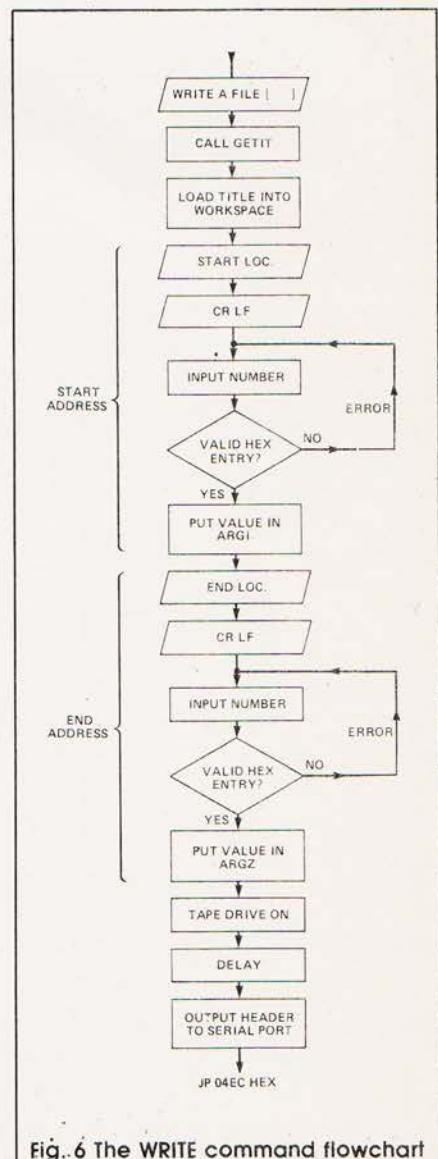 WRITE A FILE [ ]
CALL GETIT
LOAD TITLE INTO
WORKSPACE
START LOC.
CR LF
INPUT NUMBER
START
ADDRESS
ERROR
VALID HEX
ENTRY?
NO
YES
PUT VALUE IN
ARG1
END LOC.
CR LF
INPUT NUMBER
END
ADDRESS
ERROR
VALID HEX
ENTRY?
NO
YES
PUT VALUE IN
ARGZ
TAPE DRIVE ON
DELAY
OUTPUT HEADER
TO SERIAL PORT
JP 04EC HEX
Fig. 6 The WRITE command flowchart